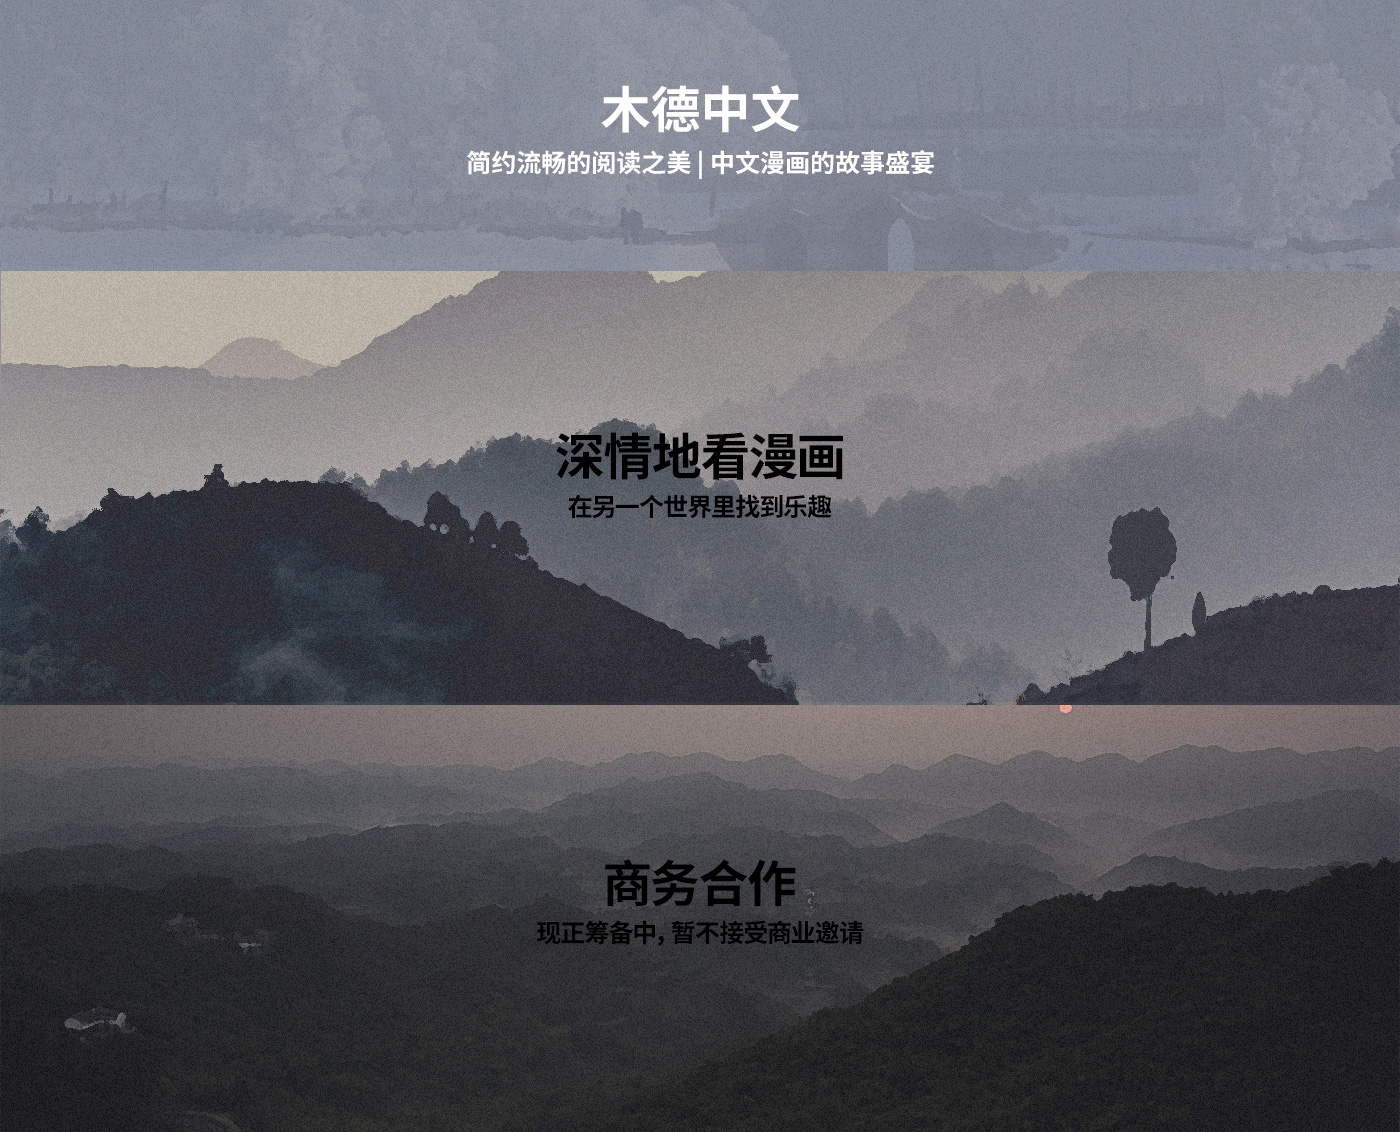 木德中文
简约流畅的阅读之美 | 中文漫画的故事盛宴
深情地看漫画
在另一个世界里找到乐趣
商务合作
现正筹备中，暂不接受商业邀请